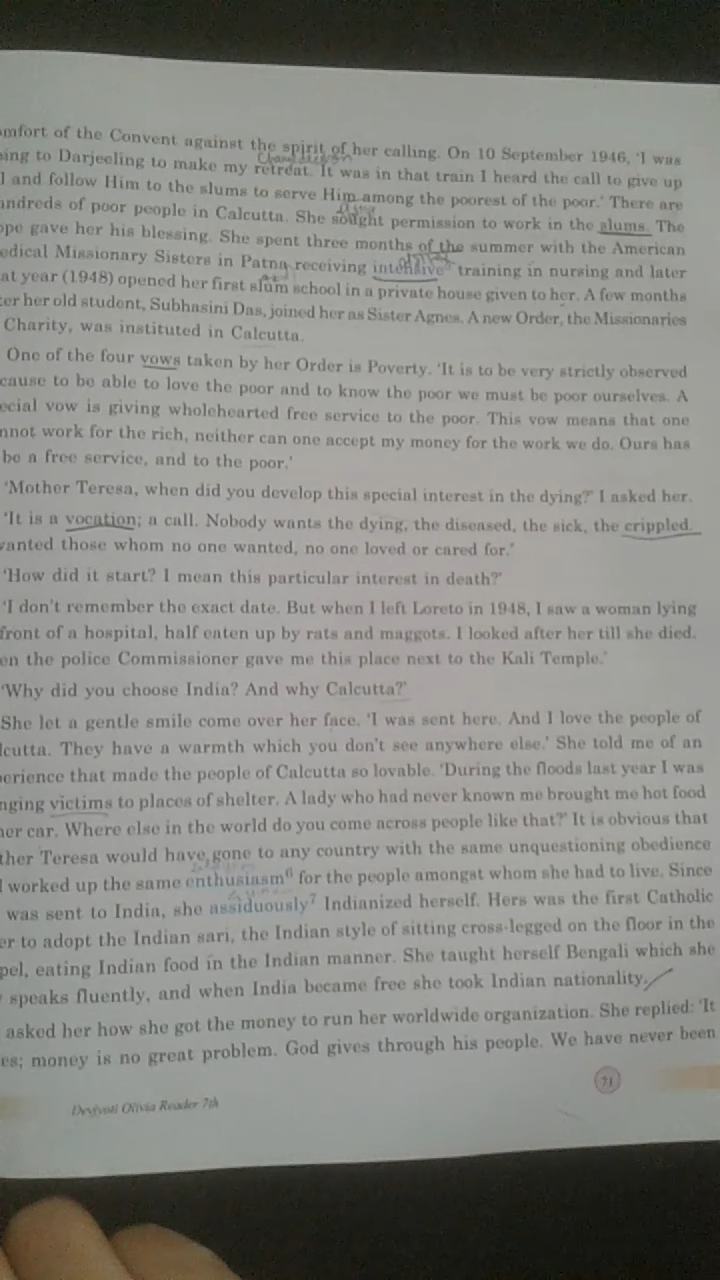 omfort of the Convent against the spirit of her calling. On 10 September 1946, 'I was
ing to Darjeeling to make my retreat. It was in that train I heard the call to give up
l and follow Him to the slums to serve Him among the poorest of the poor.' There are
undreds of poor people in Calcutta. She sought permission to work in the slums. The
ope gave her his blessing. She spent three months of the summer with the American
edical Missionary Sisters in Patna receiving intensive training in nursing and later
at year (1948) opened her first slum school in a private house given to her. A few months
ter her old student, Subhasini Das, joined her as Sister Agnes. A new Order, the Missionaries
Charity, was instituted in Calcutta.
One of the four vows taken by her Order is Poverty. 'It is to be very strictly observed
cause to be able to love the poor and to know the poor we must be poor ourselves. A
ecial vow is giving wholehearted free service to the poor. This vow means that one
nnot work for the rich, neither can one accept my money for the work we do. Ours has
be a free service, and to the poor.'
'Mother Teresa, when did you develop this special interest in the dying?' I asked her.
'It is a vocation; a call. Nobody wants the dying, the diseased, the sick, the crippled.
wanted those whom no one wanted, no one loved or cared for.'
'How did it start? I mean this particular interest in death?'
'I don't remember the exact date. But when I left Loreto in 1948, I saw a woman lying
front of a hospital, half eaten up by rats and maggots. I looked after her till she died.
en the police Commissioner gave me this place next to the Kali Temple.'
'Why did you choose India? And why Calcutta?'
She let a gentle smile come over her face. 'I was sent here. And I love the people of
lcutta. They have a warmth which you don't see anywhere else.' She told me of an
perience that made the people of Calcutta so lovable. 'During the floods last year I was
nging victims to places of shelter. A lady who had never known me brought me hot food
her car. Where else in the world do you come across people like that?' It is obvious that
ther Teresa would have gone to any country with the same unquestioning obedience
l worked up the same enthusiasm⁶ for the people amongst whom she had to live. Since
was sent to India, she assiduously⁷ Indianized herself. Hers was the first Catholic
er to adopt the Indian sari, the Indian style of sitting cross-legged on the floor in the
pel, eating Indian food in the Indian manner. She taught herself Bengali which she
speaks fluently, and when India became free she took Indian nationality.
asked her how she got the money to run her worldwide organization. She replied: 'It
es; money is no great problem. God gives through his people. We have never been
71
Devjyoti Olivia Reader 7th